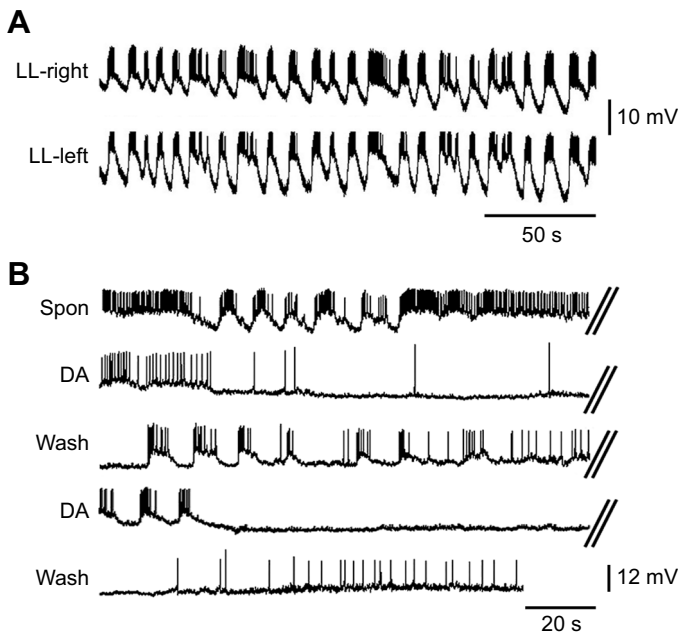 A
LL-right
10 mV
LL-left
50 s
B
Spon
DA
Wash
DA
Wash
12 mV
20 s